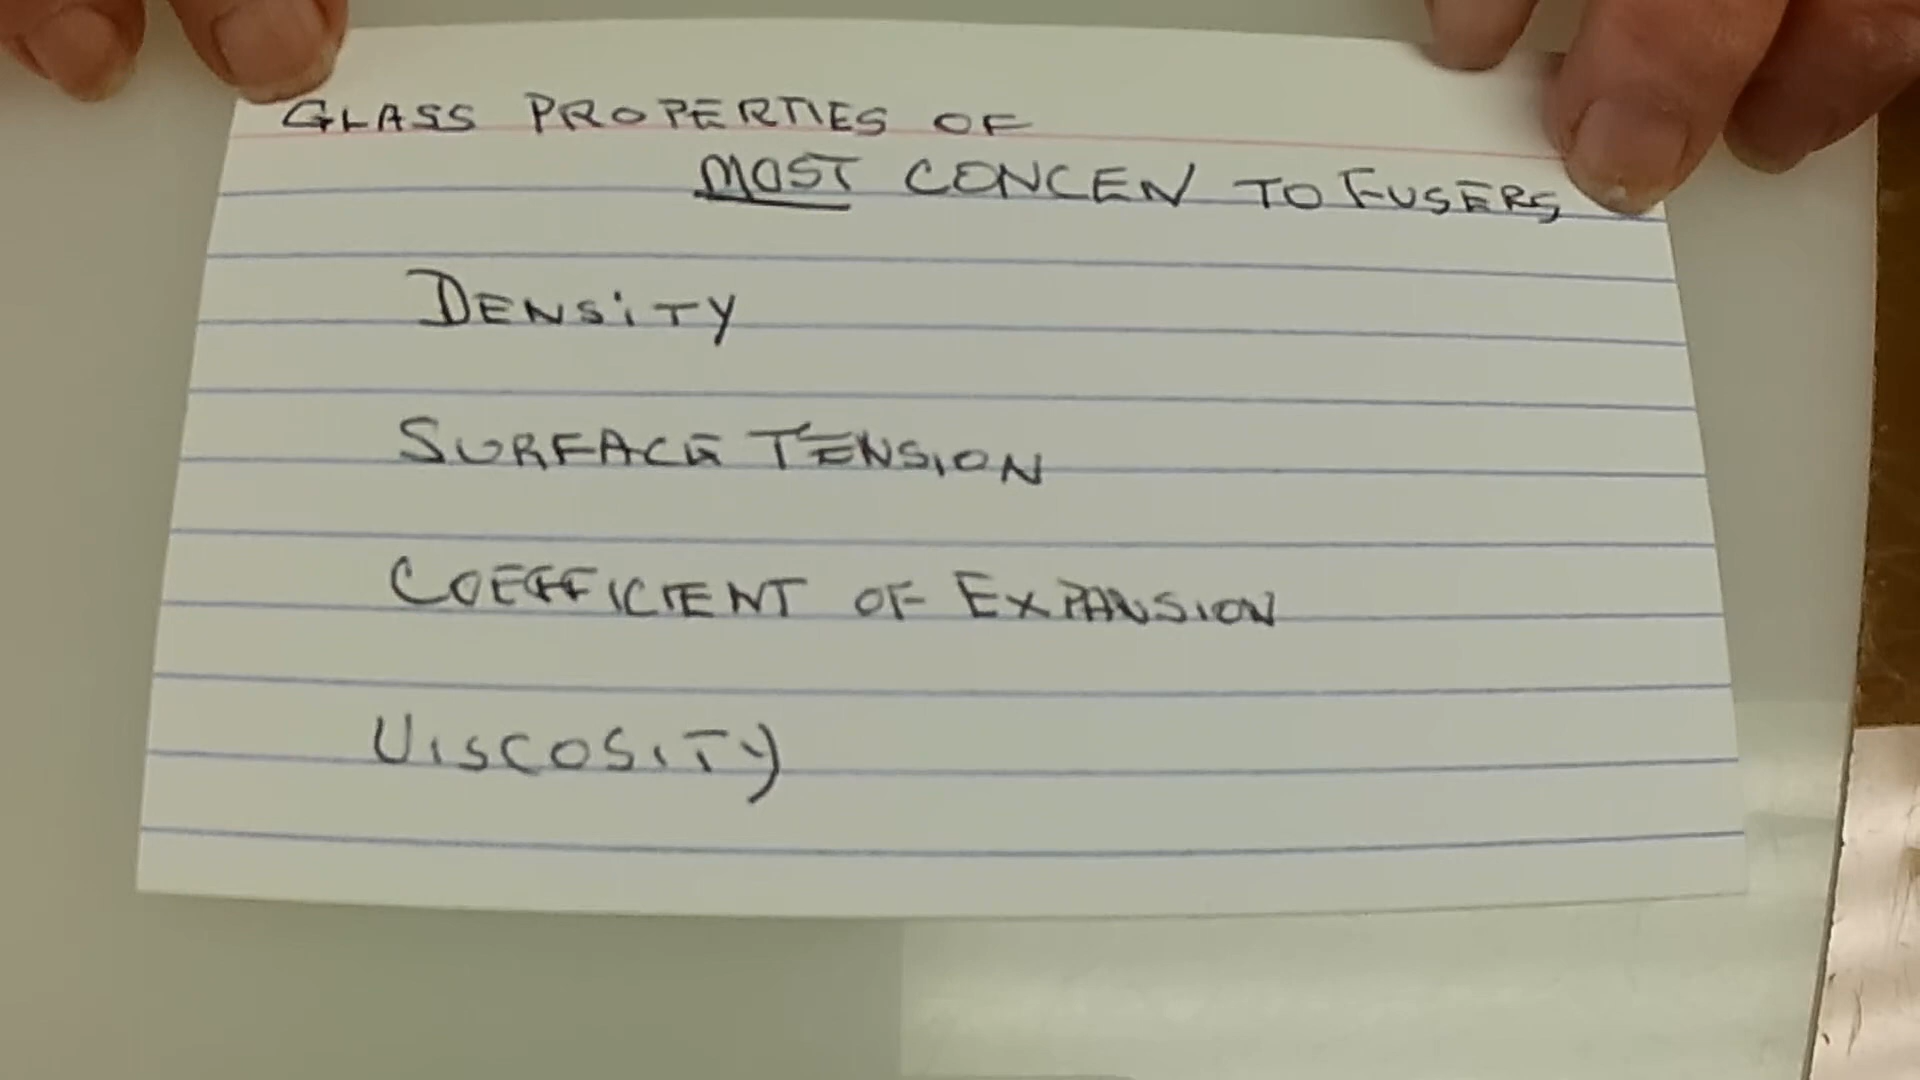 GLASS PROPERTIES OF
MOST CONCEN TO FUSERS
DENSiTY
SURFACE TENSION
COEFFICIENT OF EXPANSION
VISCOSITY